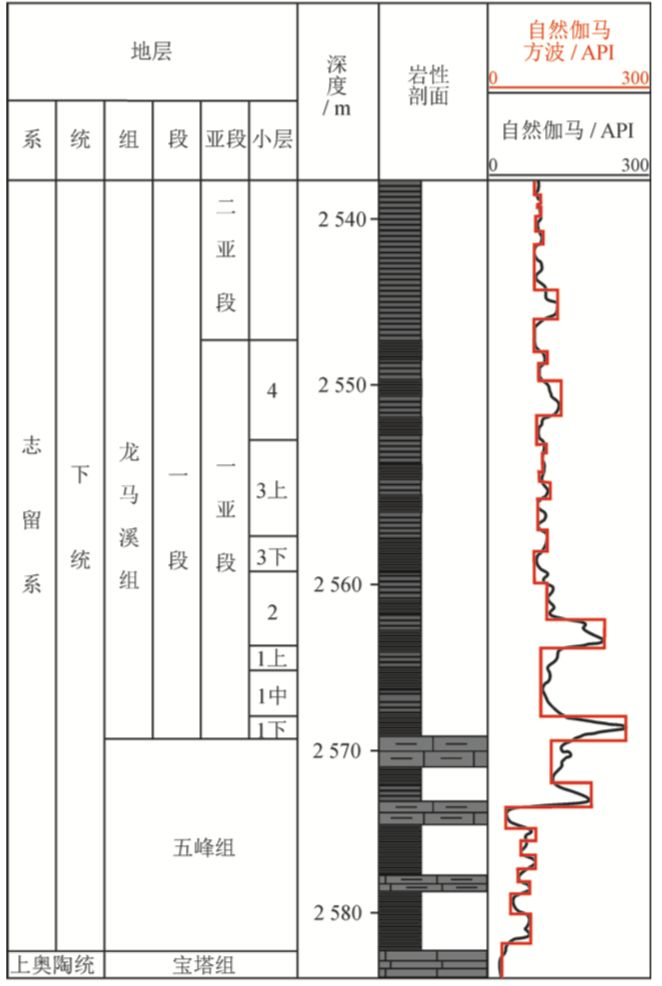 地层
深度/m
岩性剖面
自然伽马
方波/API
0 300
系 统 组 段 亚段 小层
自然伽马/API
0 300
志留系
下统
龙马溪组
一段
二亚段
一亚段
4
3上
3下
2
1上
1中
1下
五峰组
上奥陶统
宝塔组
2 540
2 550
2 560
2 570
2 580